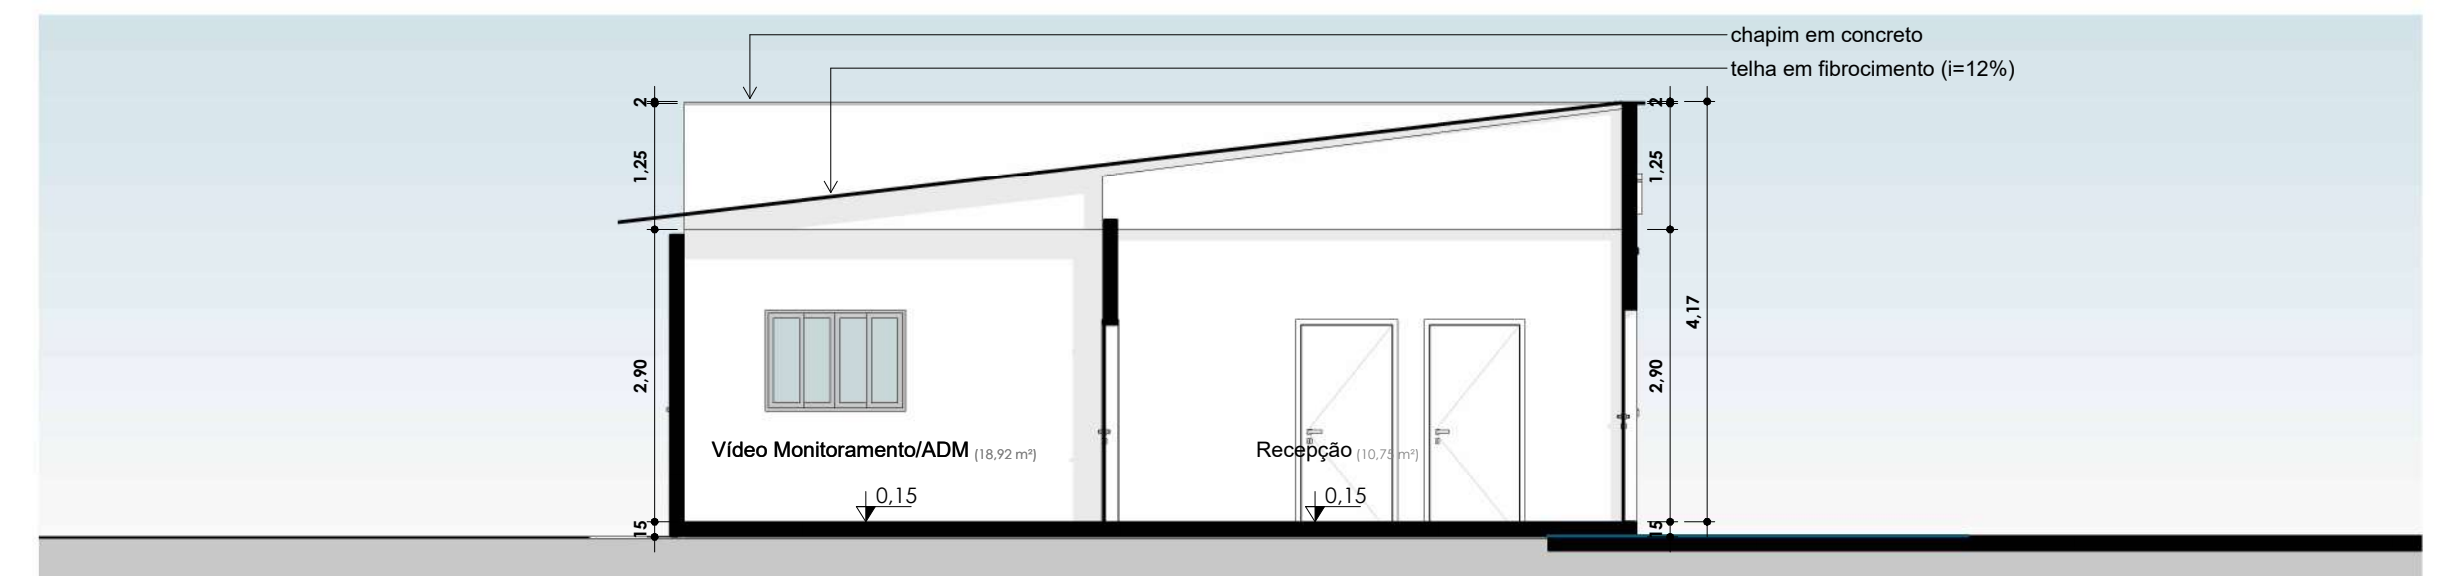 chapim em concreto
telha em fibrocimento (i=12%)
2
1,25
2,90
15
2
1,25
2,90
15
4,17
Vídeo Monitoramento/ADM (18,92 m²)
Recepção (10,75 m²)
0,15
0,15